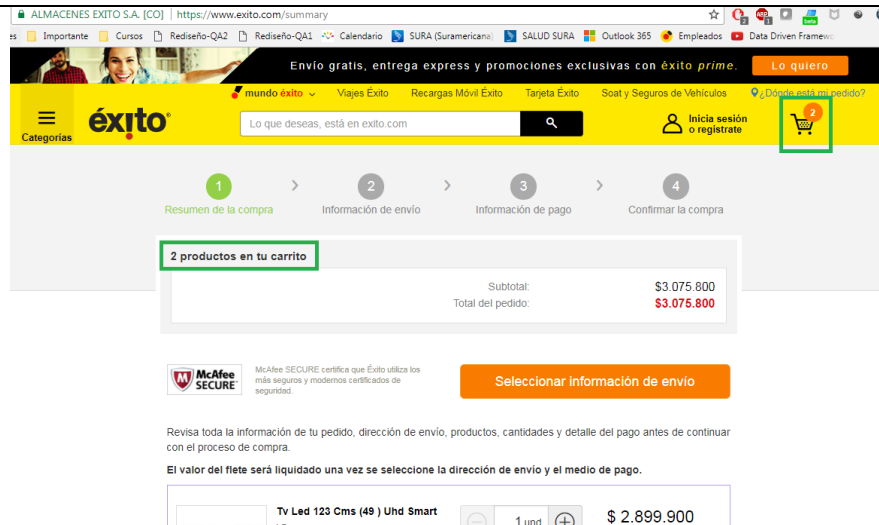 ALMACENES EXITO S.A. [CO] | https://www.exito.com/summary
es Importante Cursos Rediseño-QA2 Rediseño-QA1 Calendario SURA (Suramericana) SALUD SURA Outlook 365 Empleados Data Driven Framewo
Envío gratis, entrega express y promociones exclusivas con éxito prime. Lo quiero
mundo éxito Viajes Éxito Recargas Móvil Éxito Tarjeta Éxito Soat y Seguros de Vehículos ¿Dónde está mi pedido?
Categorías
éxito
Lo que deseas, está en exito.com
Inicia sesión
o registrate
2
1 > 2 > 3 > 4
Resumen de la compra Información de envío Información de pago Confirmar la compra
2 productos en tu carrito
Subtotal: $3.075.800
Total del pedido: $3.075.800
McAfee
SECURE
McAfee SECURE certifica que Éxito utiliza los
más seguros y modernos certificados de
seguridad.
Seleccionar información de envío
Revisa toda la información de tu pedido, dirección de envío, productos, cantidades y detalle del pago antes de continuar
con el proceso de compra.
El valor del flete será liquidado una vez se seleccione la dirección de envío y el medio de pago.
Tv Led 123 Cms (49 ) Uhd Smart
1 und
$ 2.899.900